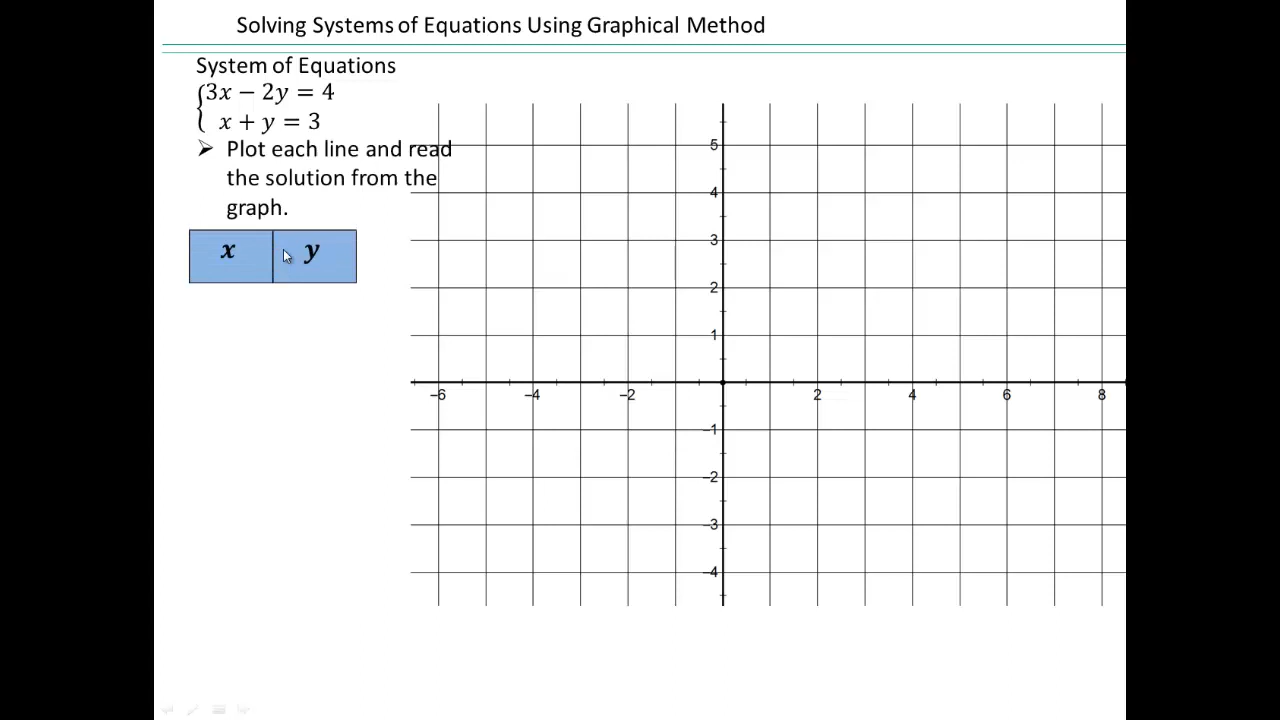 Solving Systems of Equations Using Graphical Method
System of Equations
3x − 2y = 4
x + y = 3
➢ Plot each line and read
the solution from the
graph.
x y
5
4
3
2
1
–6 –4 –2 2 4 6 8
–1
–2
–3
–4